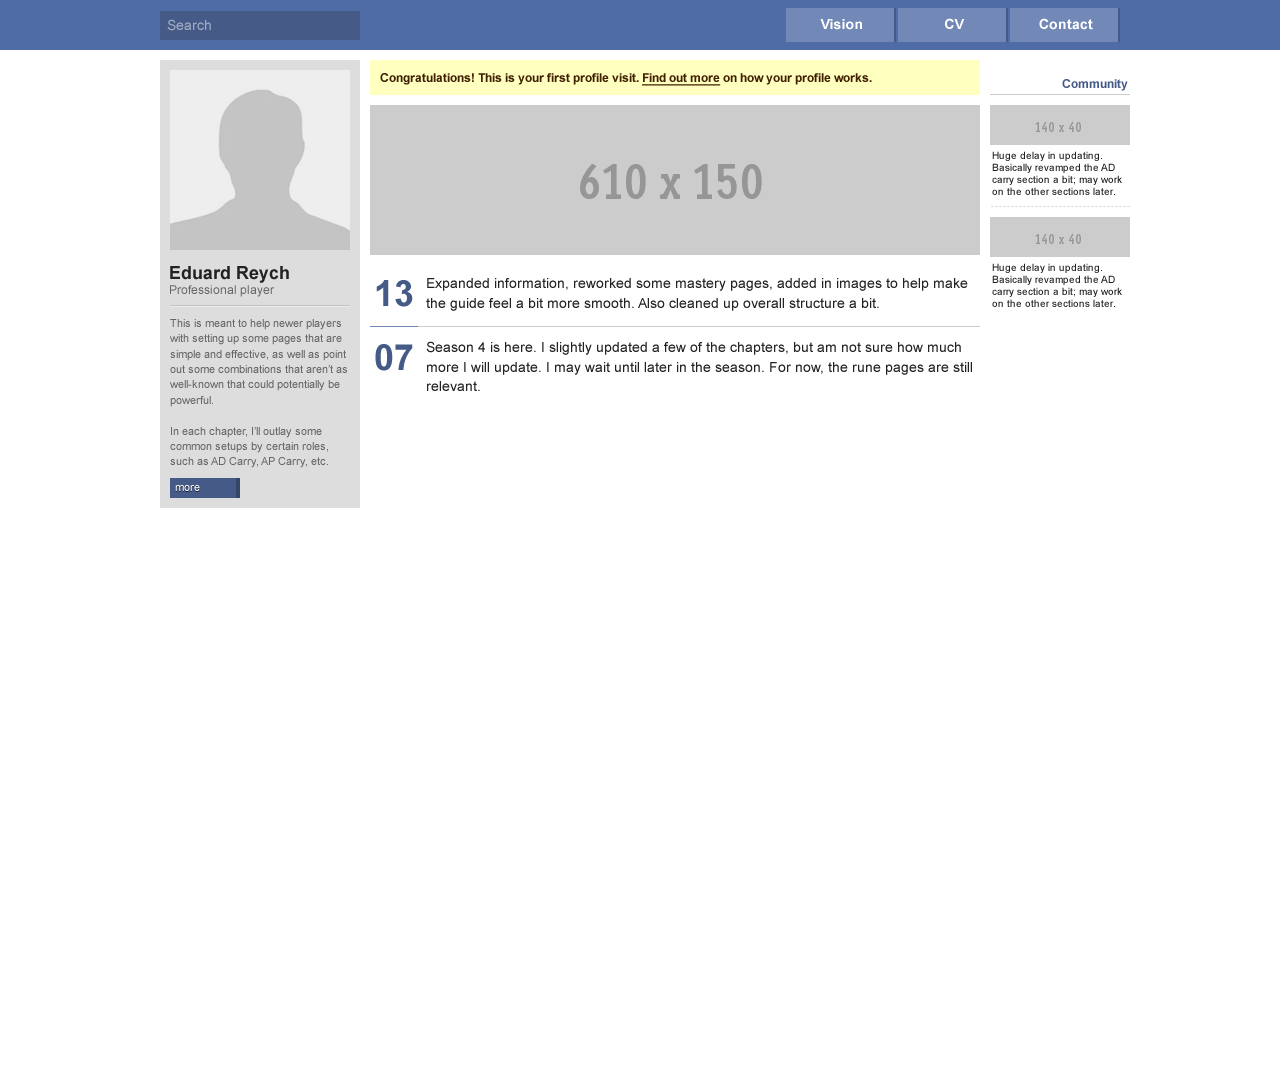 Search
Vision
CV
Contact
Congratulations! This is your first profile visit. Find out more on how your profile works.
Community
610 x 150
140 x 40
Huge delay in updating.
Basically revamped the AD
carry section a bit; may work
on the other sections later.
140 x 40
Huge delay in updating.
Basically revamped the AD
carry section a bit; may work
on the other sections later.
Eduard Reych
Professional player
This is meant to help newer players
with setting up some pages that are
simple and effective, as well as point
out some combinations that aren't as
well-known that could potentially be
powerful.
In each chapter, I'll outlay some
common setups by certain roles,
such as AD Carry, AP Carry, etc.
more
13
Expanded information, reworked some mastery pages, added in images to help make
the guide feel a bit more smooth. Also cleaned up overall structure a bit.
07
Season 4 is here. I slightly updated a few of the chapters, but am not sure how much
more I will update. I may wait until later in the season. For now, the rune pages are still
relevant.